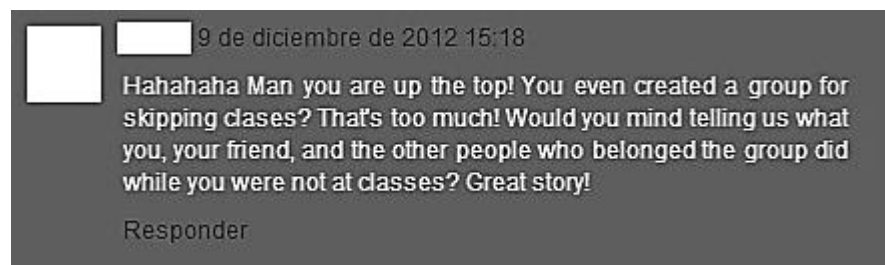 9 de diciembre de 2012 15:18
Hahahaha Man you are up the top! You even created a group for
skipping clases? That's too much! Would you mind telling us what
you, your friend, and the other people who belonged the group did
while you were not at classes? Great story!
Responder